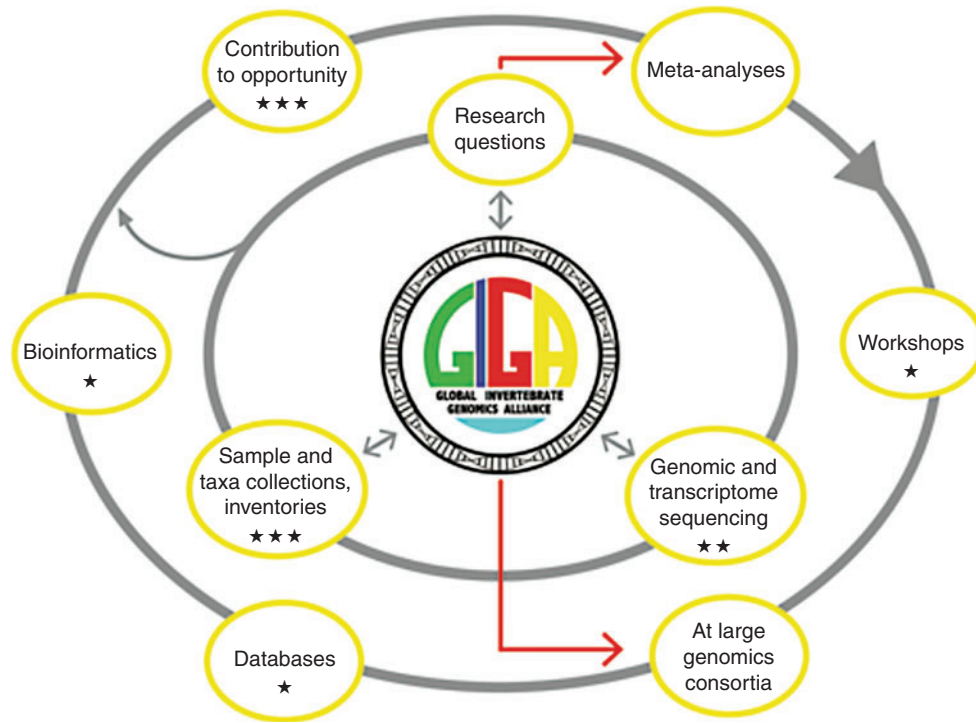 Contribution
to opportunity
★★★
Meta-analyses
Research
questions
Bioinformatics
★
GIGA
GLOBAL INVERTEBRATE
GENOMICS ALLIANCE
Workshops
★
Sample and
taxa collections,
inventories
★★★
Genomic and
transcriptome
sequencing
★★
Databases
★
At large
genomics
consortia